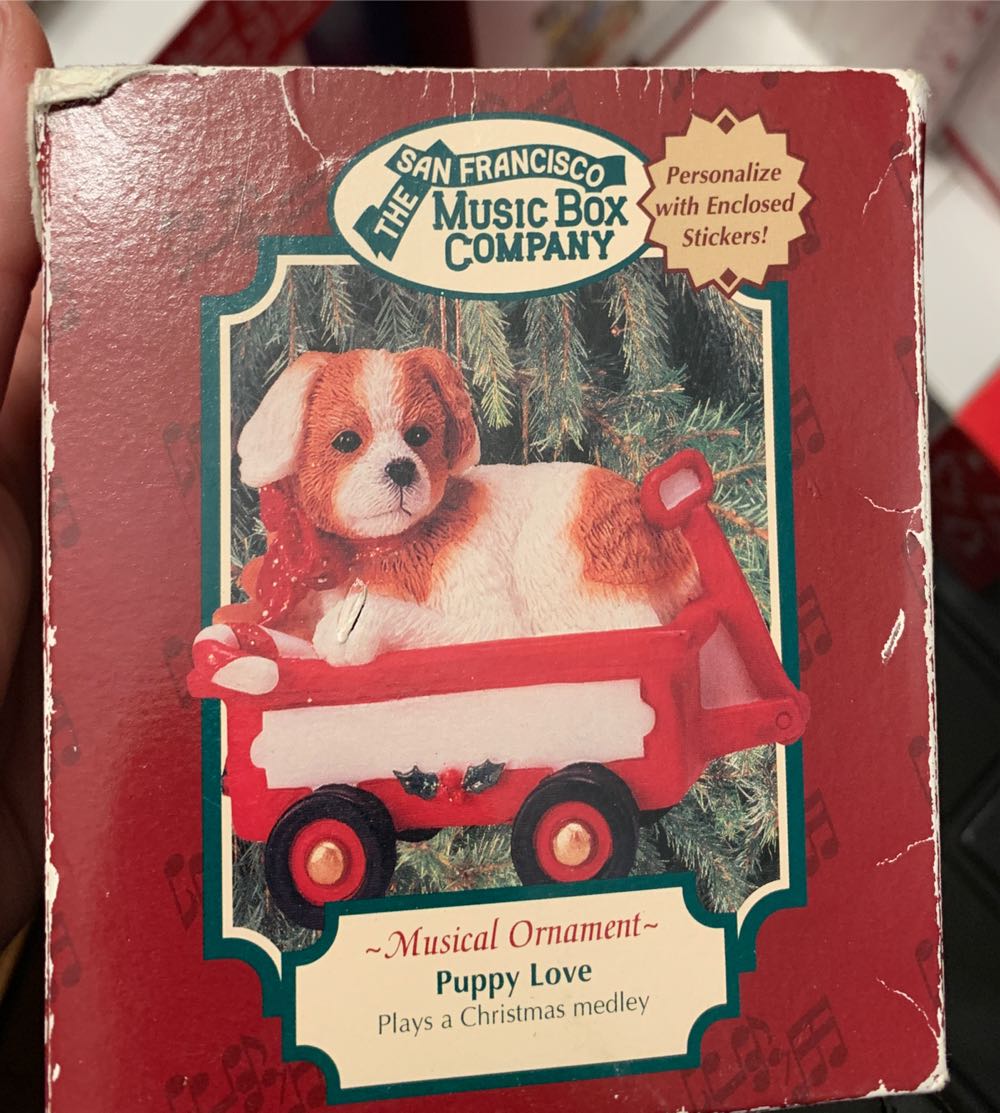 THE SAN FRANCISCO
MUSIC BOX
COMPANY
Personalize
with Enclosed
Stickers!
~Musical Ornament~
Puppy Love
Plays a Christmas medley